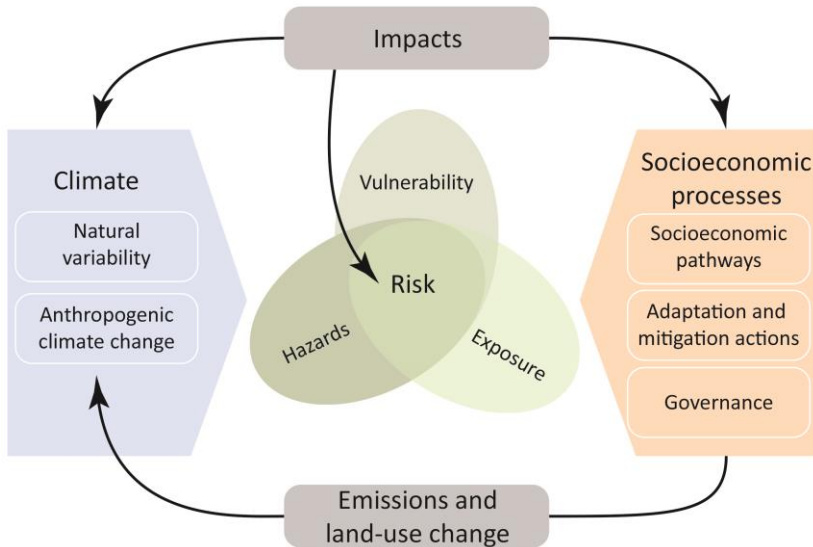 Impacts
Climate
Natural
variability
Anthropogenic
climate change
Vulnerability
Risk
Hazards
Exposure
Socioeconomic
processes
Socioeconomic
pathways
Adaptation and
mitigation actions
Governance
Emissions and
land-use change